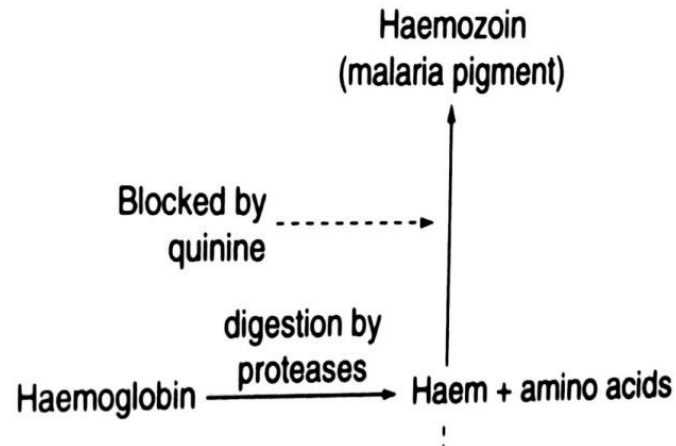 Haemozoin
(malaria pigment)
Blocked by
quinine
digestion by
proteases
Haemoglobin
Haem + amino acids